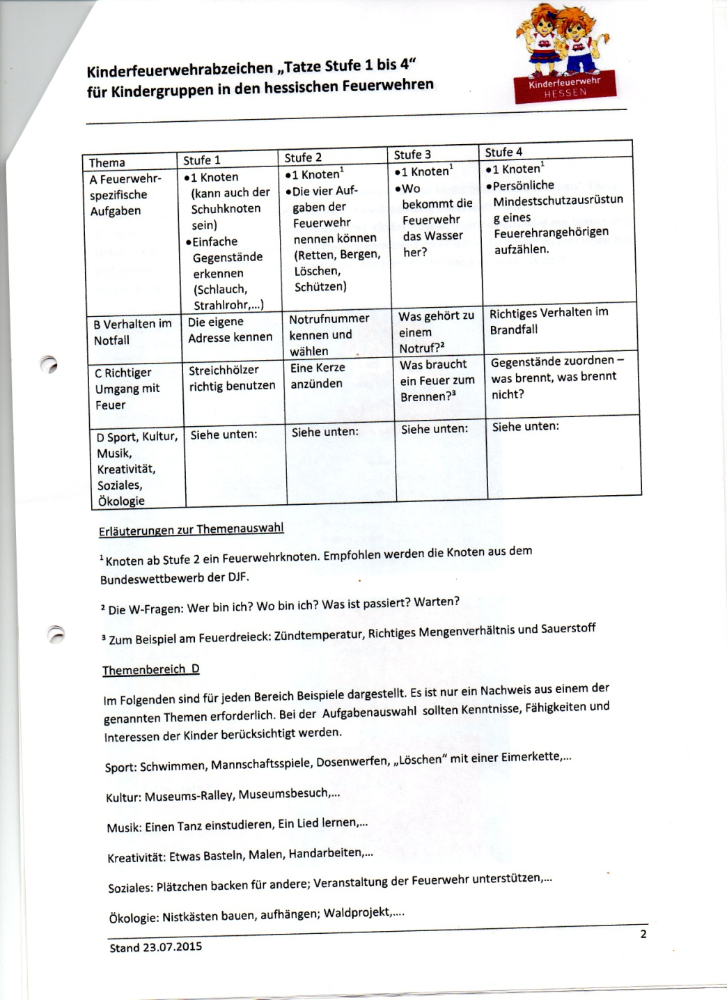 Kinderfeuerwehr
HESSEN
Kinderfeuerwehrabzeichen „Tatze Stufe 1 bis 4“
für Kindergruppen in den hessischen Feuerwehren
Thema
Stufe 1
Stufe 2
Stufe 3
Stufe 4
A Feuerwehr-
spezifische
Aufgaben
•1 Knoten
(kann auch der
Schuhknoten
sein)
•Einfache
Gegenstände
erkennen
(Schlauch,
Strahlrohr,...)
•1 Knoten¹
•Die vier Auf-
gaben der
Feuerwehr
nennen können
(Retten, Bergen,
Löschen,
Schützen)
•1 Knoten¹
•Wo
bekommt die
Feuerwehr
das Wasser
her?
•1 Knoten¹
•Persönliche
Mindestschutzausrüstun
g eines
Feuerehrangehörigen
aufzählen.
B Verhalten im
Notfall
Die eigene
Adresse kennen
Notrufnummer
kennen und
wählen
Was gehört zu
einem
Notruf?²
Richtiges Verhalten im
Brandfall
C Richtiger
Umgang mit
Feuer
Streichhölzer
richtig benutzen
Eine Kerze
anzünden
Was braucht
ein Feuer zum
Brennen?³
Gegenstände zuordnen –
was brennt, was brennt
nicht?
D Sport, Kultur,
Musik,
Kreativität,
Soziales,
Ökologie
Siehe unten:
Siehe unten:
Siehe unten:
Siehe unten:
Erläuterungen zur Themenauswahl
¹ Knoten ab Stufe 2 ein Feuerwehrknoten. Empfohlen werden die Knoten aus dem
Bundeswettbewerb der DJF.
² Die W-Fragen: Wer bin ich? Wo bin ich? Was ist passiert? Warten?
³ Zum Beispiel am Feuerdreieck: Zündtemperatur, Richtiges Mengenverhältnis und Sauerstoff
Themenbereich D
Im Folgenden sind für jeden Bereich Beispiele dargestellt. Es ist nur ein Nachweis aus einem der
genannten Themen erforderlich. Bei der Aufgabenauswahl sollten Kenntnisse, Fähigkeiten und
Interessen der Kinder berücksichtigt werden.
Sport: Schwimmen, Mannschaftsspiele, Dosenwerfen, „Löschen“ mit einer Eimerkette,...
Kultur: Museums-Ralley, Museumsbesuch,...
Musik: Einen Tanz einstudieren, Ein Lied lernen,...
Kreativität: Etwas Basteln, Malen, Handarbeiten,...
Soziales: Plätzchen backen für andere; Veranstaltung der Feuerwehr unterstützen,...
Ökologie: Nistkästen bauen, aufhängen; Waldprojekt,....
2
Stand 23.07.2015